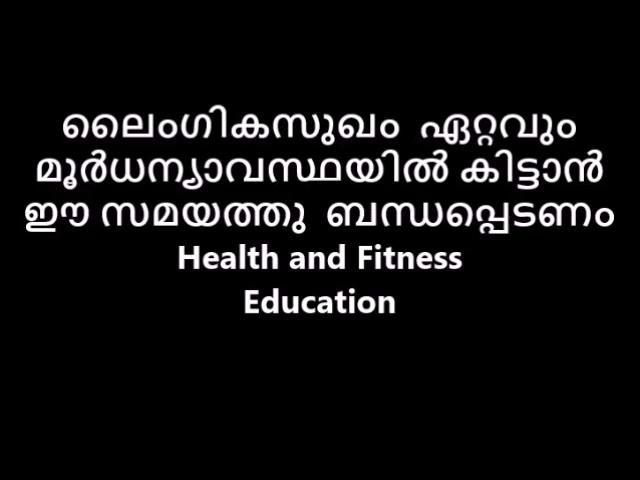 ലൈംഗികസുഖം ഏറ്റവും
മൂർധന്യാവസ്ഥയിൽ കിട്ടാൻ
ഈ സമയത്തു ബന്ധപ്പെടണം
Health and Fitness
Education